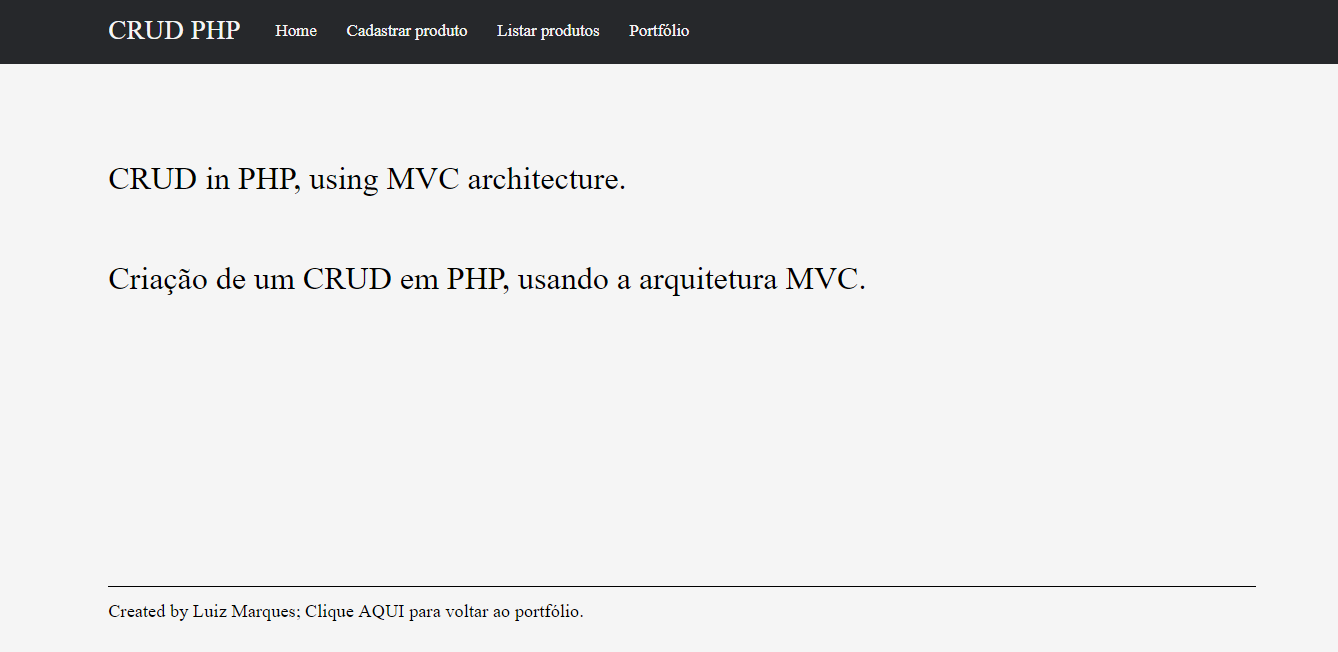 CRUD PHP Home Cadastrar produto Listar produtos Portfólio
CRUD in PHP, using MVC architecture.
Criação de um CRUD em PHP, usando a arquitetura MVC.
Created by Luiz Marques; Clique AQUI para voltar ao portfólio.